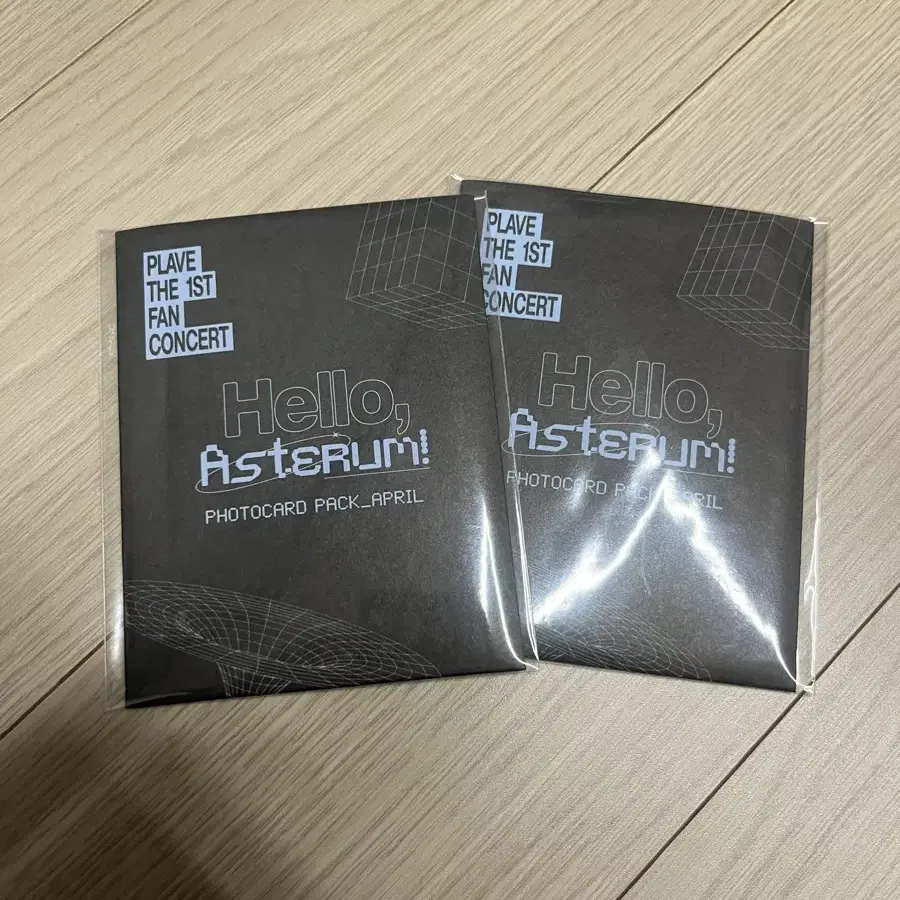 PLAVE
THE 1ST
FAN
CONCERT
Hello,
Asterum!
PHOTOCARD PACK_APRIL
PLAVE
THE 1ST
FAN
CONCERT
Hello,
Asterum!
PHOTOCARD PACK_APRIL